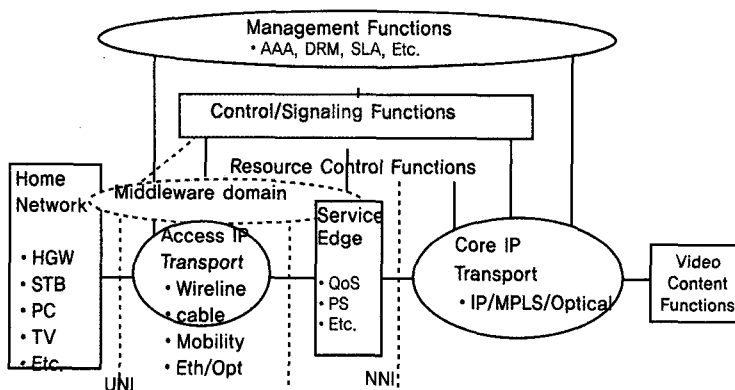 Management Functions
• AAA, DRM, SLA, Etc.
Control/Signaling Functions
Resource Control Functions
Home
Network
• HGW
• STB
• PC
• TV
• Etc.
Middleware domain
Access IP
Transport
• Wireline
• cable
• Mobility
• Eth/Opt
Service
Edge
• QoS
• PS
• Etc.
Core IP
Transport
• IP/MPLS/Optical
Video
Content
Functions
UNI
NNI